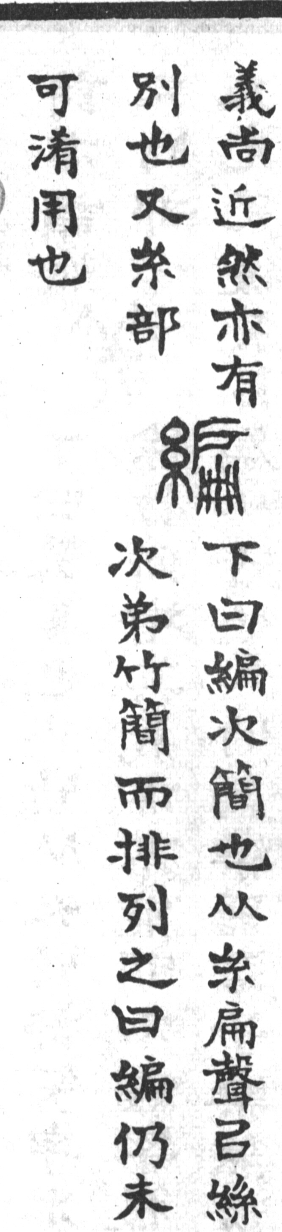 義尚近然亦有
別也又糸部
編
下曰編次簡也从糸扁聲㠯絲
次弟竹簡而排列之曰編仍未
可淆用也